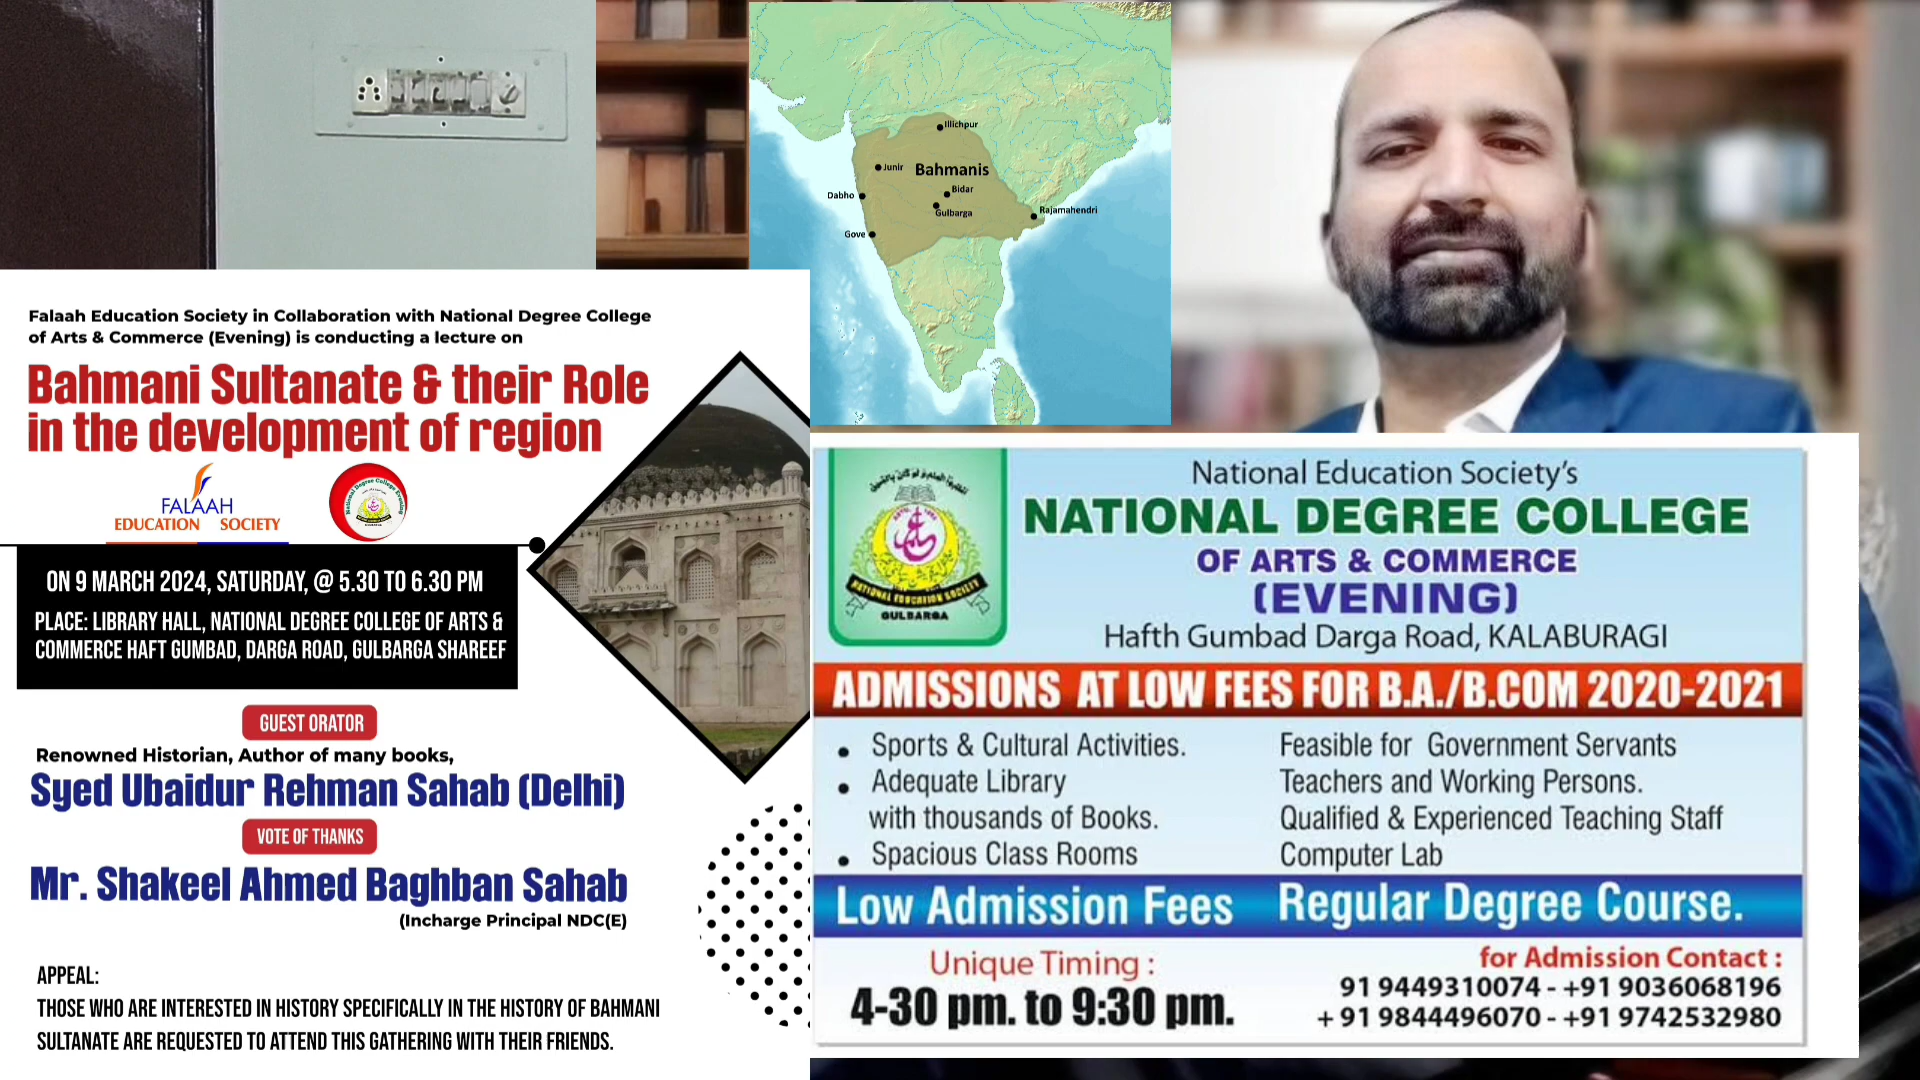 Illichpur
Junir
Bahmanis
Bidar
Dabho
Gulbarga
Rajamahendri
Gove
Falaah Education Society in Collaboration with National Degree College
of Arts & Commerce (Evening) is conducting a lecture on
Bahmani Sultanate & their Role
in the development of region
FALAAH
EDUCATION SOCIETY
National Degree College Evening
ON 9 MARCH 2024, SATURDAY, @ 5.30 TO 6.30 PM
PLACE: LIBRARY HALL, NATIONAL DEGREE COLLEGE OF ARTS &
COMMERCE HAFT GUMBAD, DARGA ROAD, GULBARGA SHAREEF
GUEST ORATOR
Renowned Historian, Author of many books,
Syed Ubaidur Rehman Sahab (Delhi)
VOTE OF THANKS
Mr. Shakeel Ahmed Baghban Sahab
(Incharge Principal NDC(E)
APPEAL:
THOSE WHO ARE INTERESTED IN HISTORY SPECIFICALLY IN THE HISTORY OF BAHMANI
SULTANATE ARE REQUESTED TO ATTEND THIS GATHERING WITH THEIR FRIENDS.
NATIONAL EDUCATION SOCIETY
GULBARGA
National Education Society's
NATIONAL DEGREE COLLEGE
OF ARTS & COMMERCE
(EVENING)
Hafth Gumbad Darga Road, KALABURAGI
ADMISSIONS AT LOW FEES FOR B.A./B.COM 2020-2021
• Sports & Cultural Activities.
• Adequate Library
with thousands of Books.
• Spacious Class Rooms
Feasible for Government Servants
Teachers and Working Persons.
Qualified & Experienced Teaching Staff
Computer Lab
Low Admission Fees Regular Degree Course.
Unique Timing :
4-30 pm. to 9:30 pm.
for Admission Contact :
91 9449310074 - +91 9036068196
+ 91 9844496070 - +91 9742532980